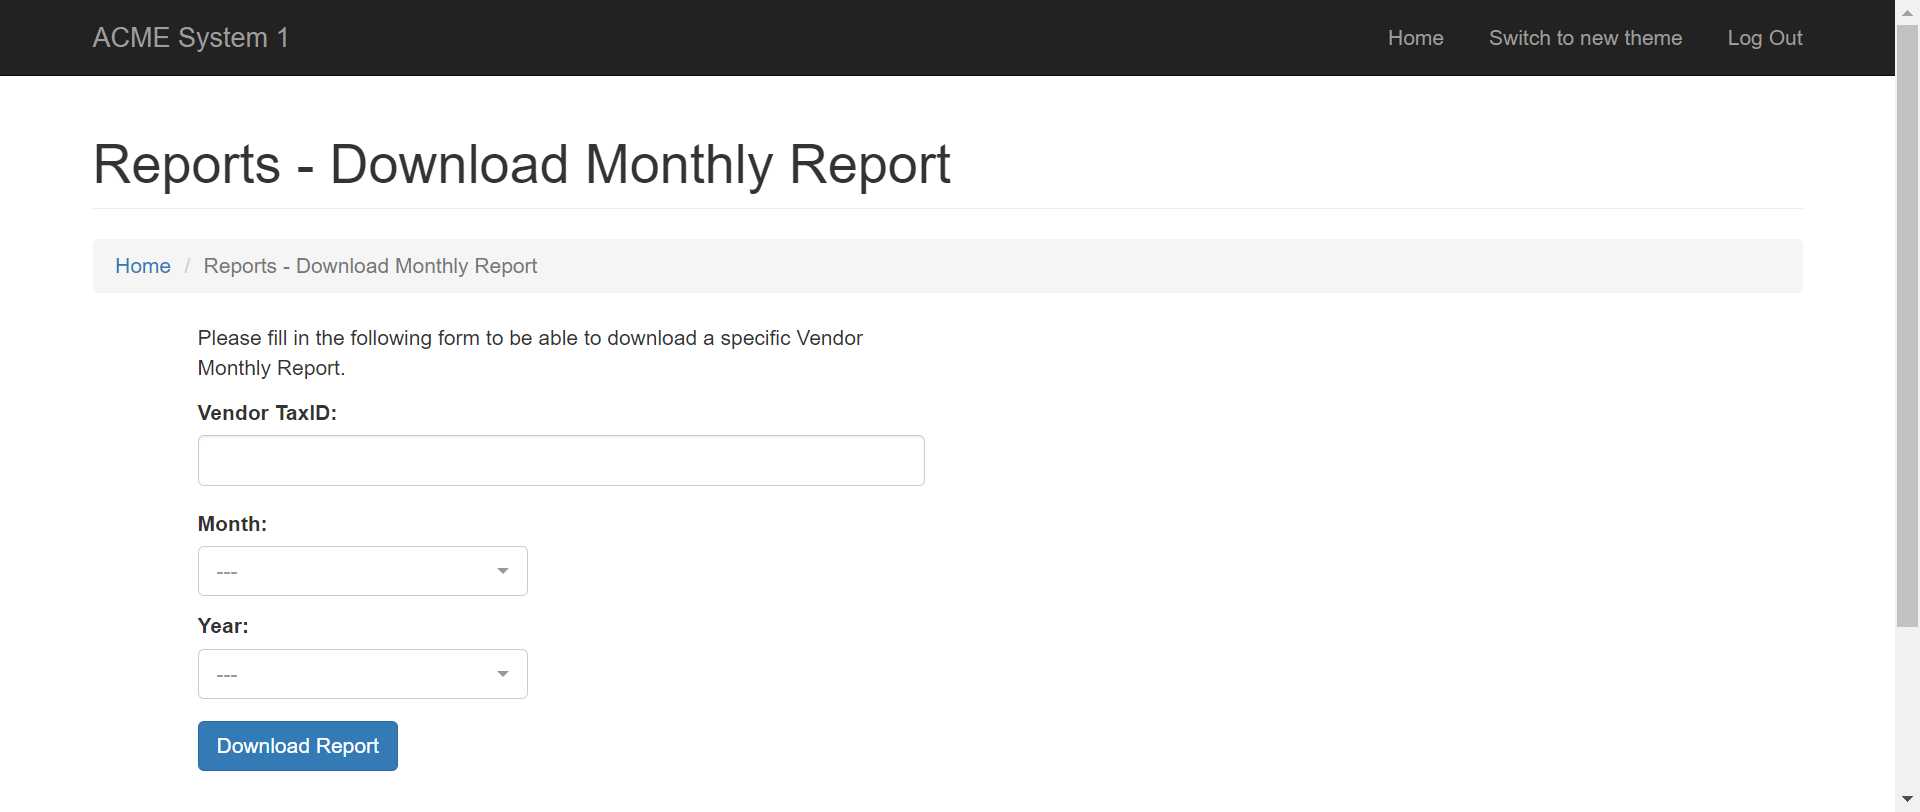 ACME System 1
Home
Switch to new theme
Log Out
Reports - Download Monthly Report
Home / Reports - Download Monthly Report
Please fill in the following form to be able to download a specific Vendor
Monthly Report.
Vendor TaxID:
Month:
---
Year:
---
Download Report